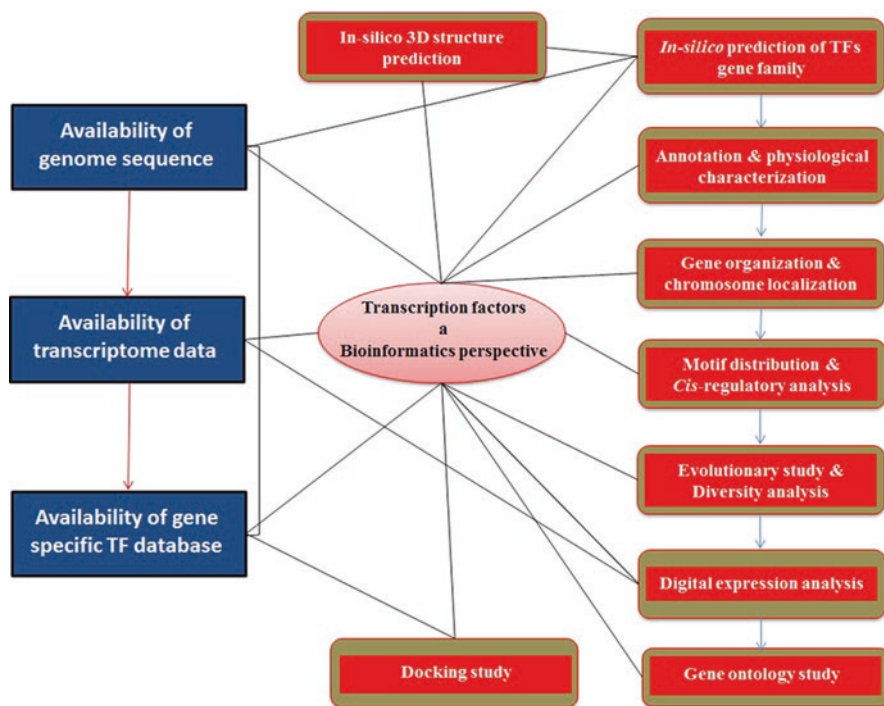 In-silico 3D structure
prediction
In-silico prediction of TFs
gene family
Availability of
genome sequence
Annotation & physiological
characterization
Gene organization &
chromosome localization
Transcription factors
a
Bioinformatics perspective
Availability of
transcriptome data
Motif distribution &
Cis-regulatory analysis
Evolutionary study &
Diversity analysis
Availability of gene
specific TF database
Digital expression analysis
Docking study
Gene ontology study